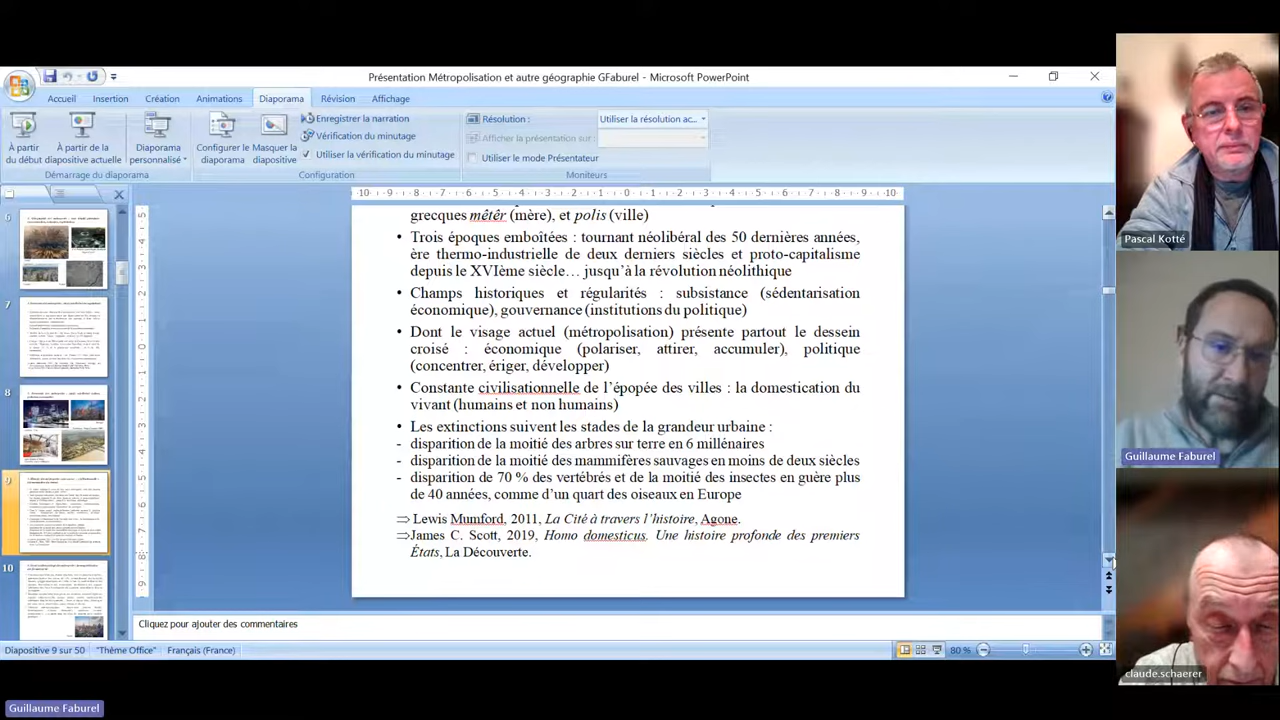 Présentation Métropolisation et autre géographie GFaburel - Microsoft PowerPoint
Accueil Insertion Création Animations Diaporama Révision Affichage
À partir du début
À partir de la diapositive actuelle
Diaporama personnalisé
Démarrage du diaporama
Configurer le diaporama
Masquer la diapositive
Enregistrer la narration
Vérification du minutage
Utiliser la vérification du minutage
Configuration
Résolution :
Utiliser la résolution ac...
Afficher la présentation sur :
Utiliser le mode Présentateur
Moniteurs
6
7
8
9
10
grecques métér (mère), et polis (ville)
• Trois époques emboîtées : tournant néolibéral des 50 dernières années,
ère thermo-industrielle de deux derniers siècles et proto-capitalisme
depuis le XVIème siècle… jusqu’à la révolution néolithique
• Champs historiques et régularités : subsistance (sédentarisation
économique), gouvernance (institutions du politique)
• Dont le visage actuel (métropolisation) présente partout le dessein
croisé : économique (polariser, attirer, accumuler), politique
(concentrer, ériger, développer)
• Constante civilisationnelle de l’épopée des villes : la domestication du
vivant (humains et non humains)
• Les extinctions suivent les stades de la grandeur urbaine :
- disparition de la moitié des arbres sur terre en 6 millénaires
- disparition de la moitié des mammifères sauvages en moins de deux siècles
- disparition de 70 % des vertébrés et de la moitié des insectes en guère plus
de 40 années, comme d’un quart des oiseaux en Europe
⇒ Lewis Mumford, 2011, La Cité à travers l’histoire, Agone.
⇒ James C. Scott, 2019, Homo domesticus. Une histoire profonde des premiers
États, La Découverte.
Cliquez pour ajouter des commentaires
Diapositive 9 sur 50 "Thème Office" Français (France) 80 %
Pascal Kotté
Guillaume Faburel
claude.schaerer
Guillaume Faburel